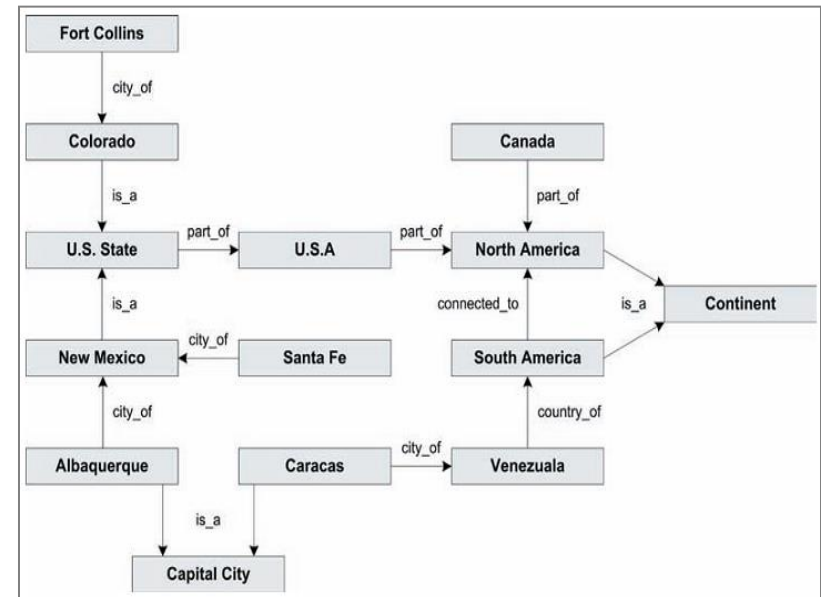 Fort Collins
city_of
Colorado
Canada
is_a
part_of
U.S. State
part_of
U.S.A
part_of
North America
is_a
connected_to
is_a
Continent
New Mexico
city_of
Santa Fe
South America
city_of
country_of
Albaquerque
Caracas
city_of
Venezuala
is_a
Capital City